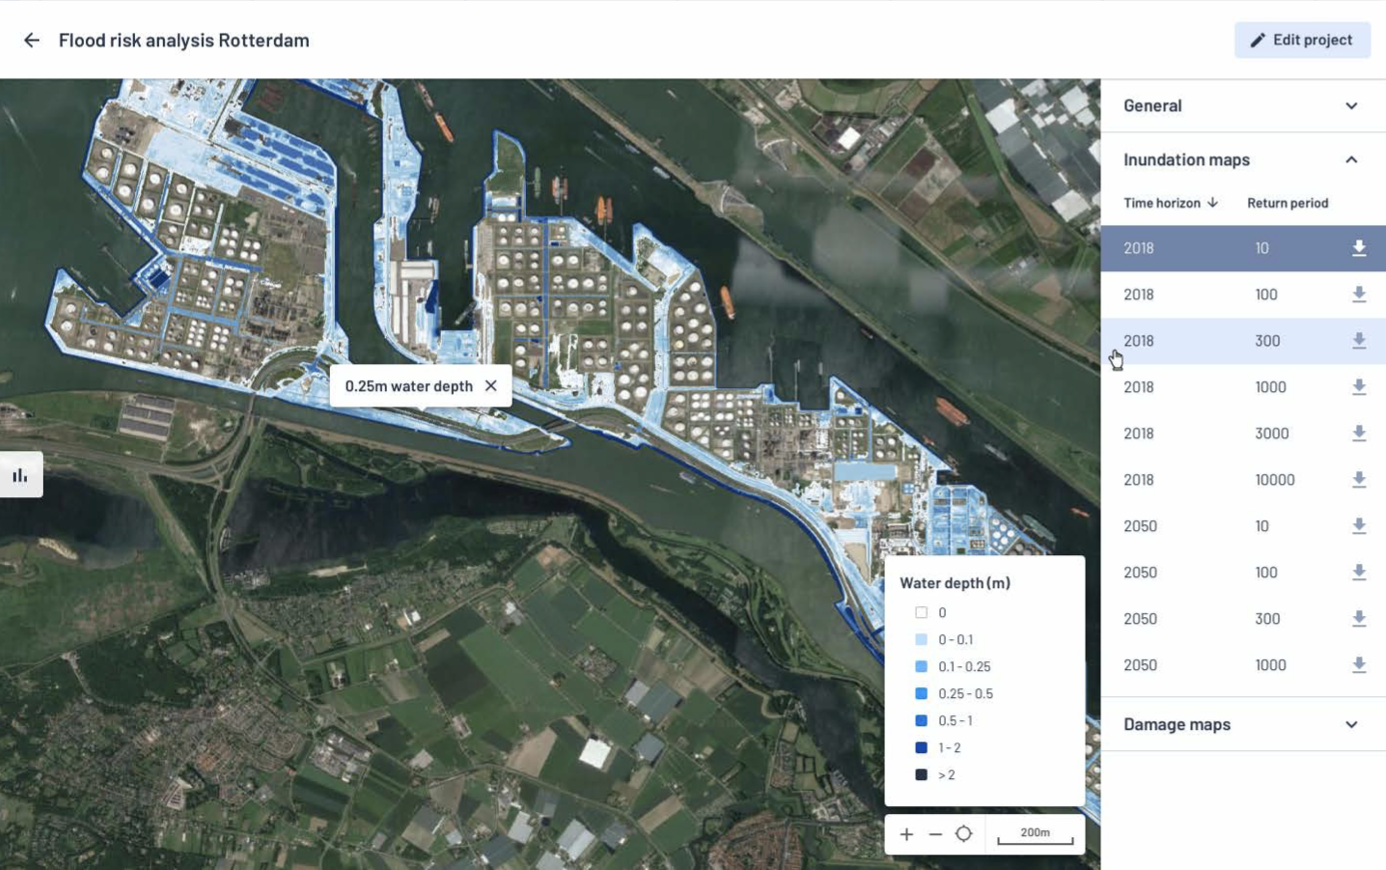 Flood risk analysis Rotterdam
Edit project
General
Inundation maps
Time horizon Return period
2018 10
2018 100
2018 300
2018 1000
2018 3000
2018 10000
2050 10
2050 100
2050 300
2050 1000
Damage maps
0.25m water depth
Water depth (m)
0
0 - 0.1
0.1 - 0.25
0.25 - 0.5
0.5 - 1
1 - 2
> 2
200m